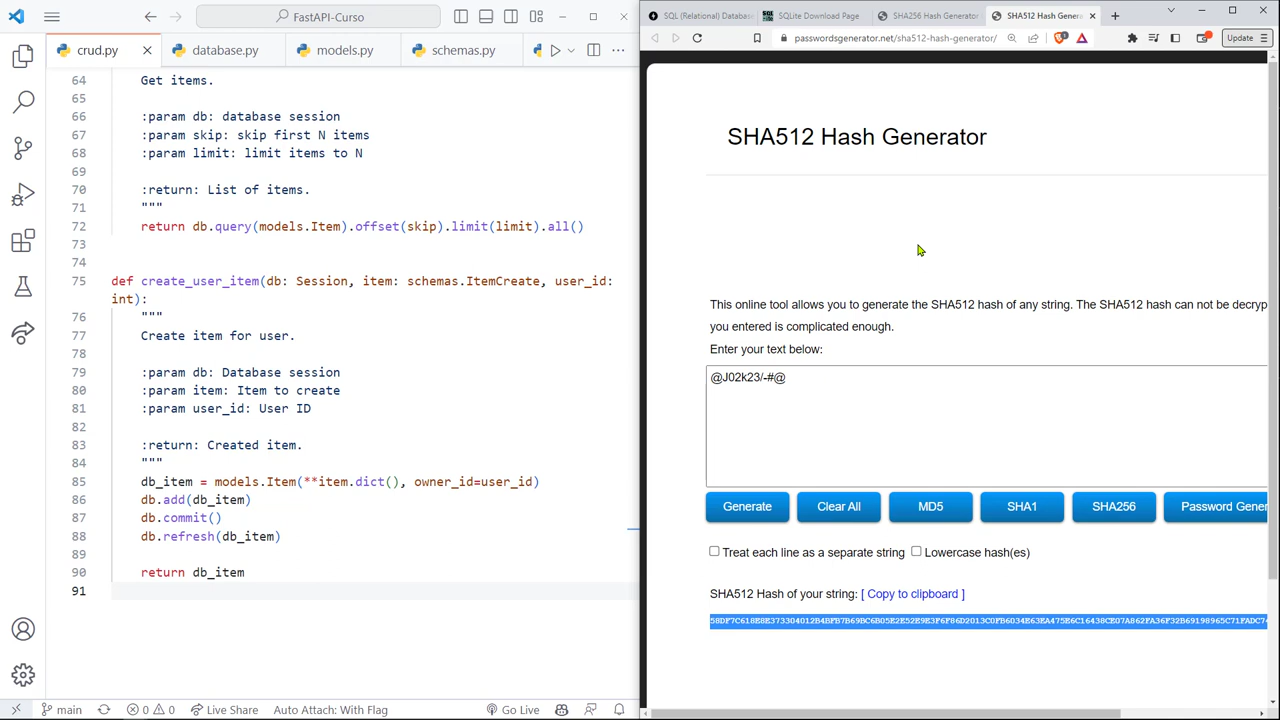 FastAPI-Curso
crud.py
database.py
models.py
schemas.py
64 Get items.
65
66 :param db: database session
67 :param skip: skip first N items
68 :param limit: limit items to N
69
70 :return: List of items.
71 """
72 return db.query(models.Item).offset(skip).limit(limit).all()
73
74
75 def create_user_item(db: Session, item: schemas.ItemCreate, user_id:
int):
76 """
77 Create item for user.
78
79 :param db: Database session
80 :param item: Item to create
81 :param user_id: User ID
82
83 :return: Created item.
84 """
85 db_item = models.Item(**item.dict(), owner_id=user_id)
86 db.add(db_item)
87 db.commit()
88 db.refresh(db_item)
89
90 return db_item
91
main
0 0
Live Share
Auto Attach: With Flag
Go Live
SQL (Relational) Databas
SQLite Download Page
SHA256 Hash Generator
SHA512 Hash Genera
passwordsgenerator.net/sha512-hash-generator/
Update
SHA512 Hash Generator
This online tool allows you to generate the SHA512 hash of any string. The SHA512 hash can not be decryp
you entered is complicated enough.
Enter your text below:
@J02k23/-#@
Generate
Clear All
MD5
SHA1
SHA256
Password Gener
Treat each line as a separate string
Lowercase hash(es)
SHA512 Hash of your string: [ Copy to clipboard ]